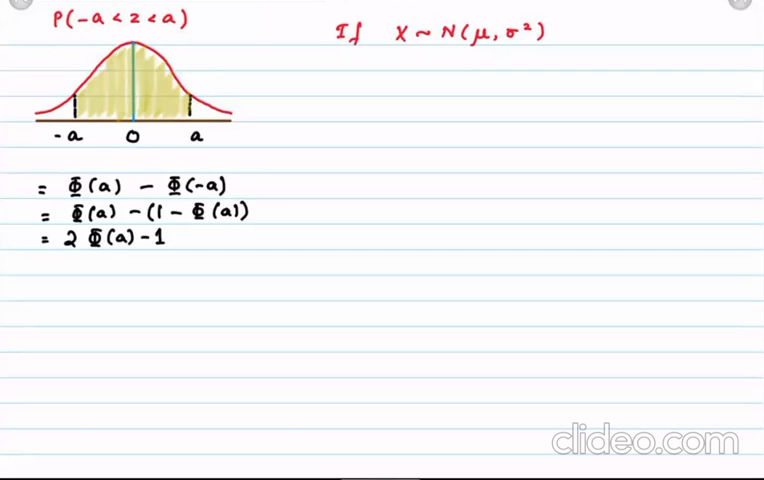 P(-a < z < a)
If X ~ N(μ, σ²)
-a 0 a
= Φ(a) - Φ(-a)
= Φ(a) - (1 - Φ(a))
= 2 Φ(a) - 1
clideo.com